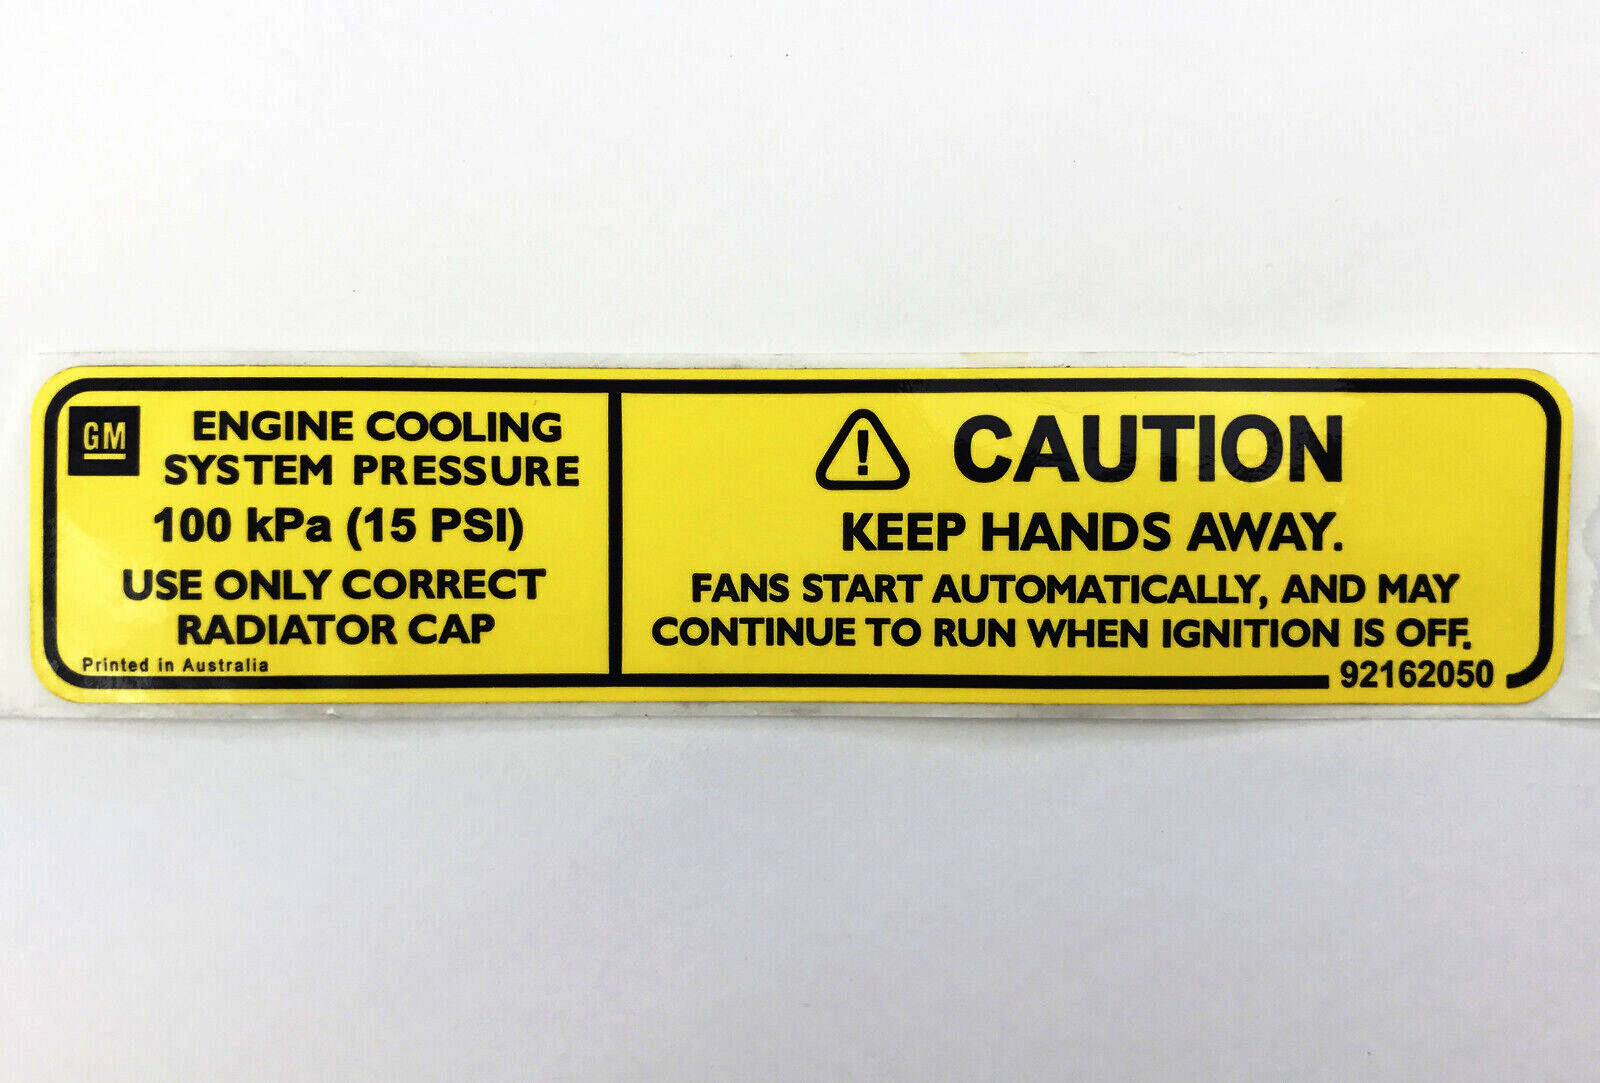 GM
ENGINE COOLING
SYSTEM PRESSURE
100 kPa (15 PSI)
USE ONLY CORRECT
RADIATOR CAP
Printed in Australia
! CAUTION
KEEP HANDS AWAY.
FANS START AUTOMATICALLY, AND MAY
CONTINUE TO RUN WHEN IGNITION IS OFF.
92162050